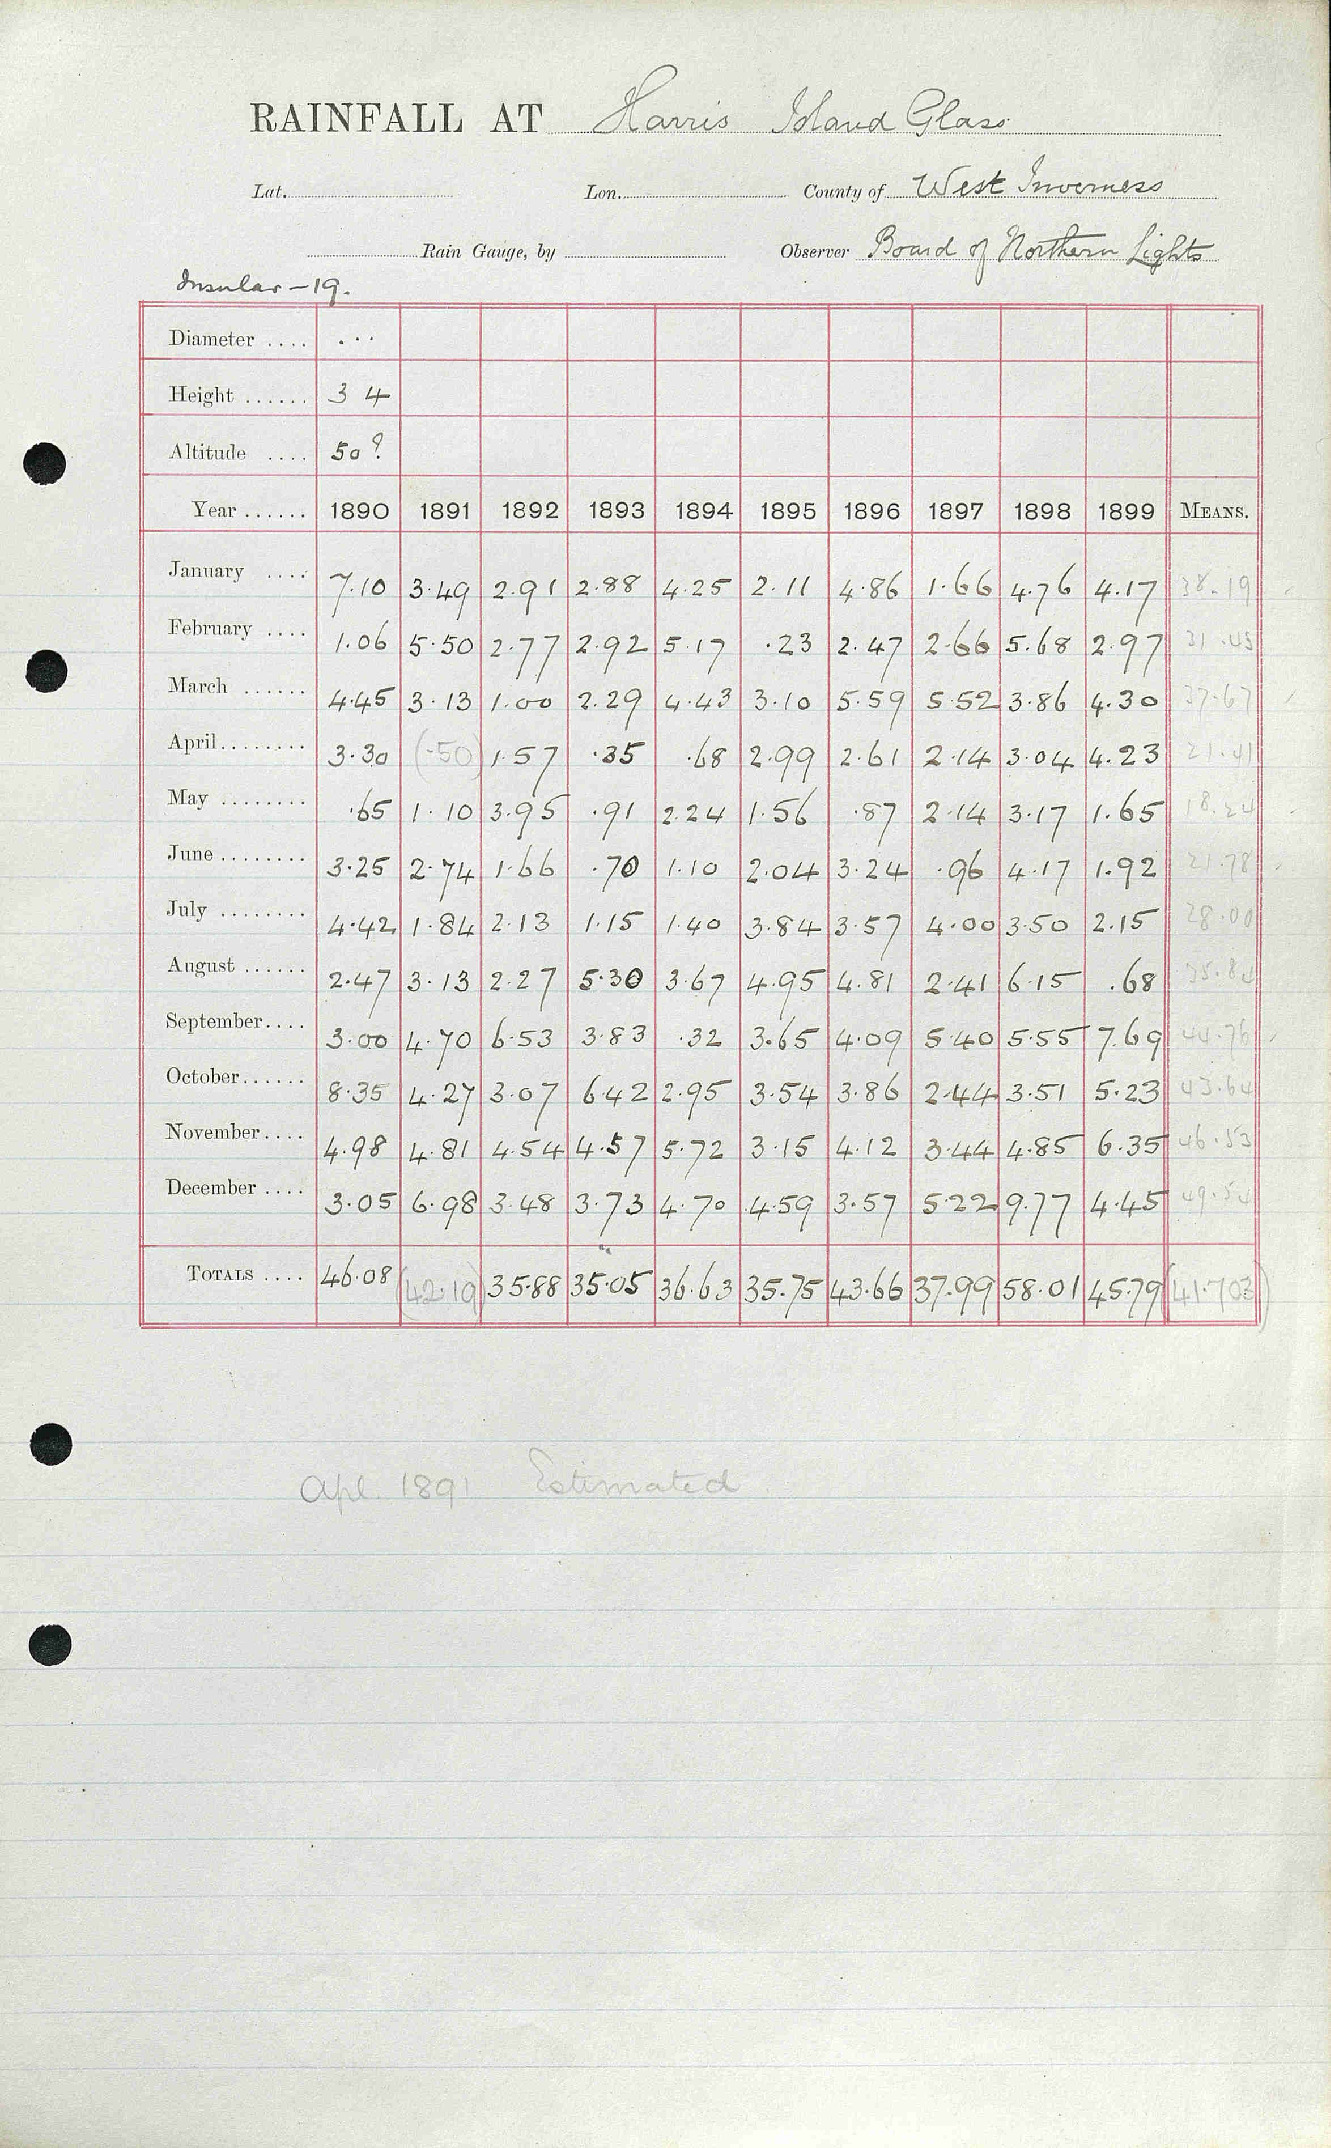 RAINFALL AT Harris Island Glass
Lat. Lon. County of West Inverness
Rain Gauge, by Observer Board of Northern Lights
Insular - 19.
Diameter .... ...
Height ...... 3 4
Altitude .... 50?
Year ...... 1890 1891 1892 1893 1894 1895 1896 1897 1898 1899 MEANS.
January .... 7.10 3.49 2.91 2.88 4.25 2.11 4.86 1.66 4.76 4.17 38.19
February .... 1.06 5.50 2.77 2.92 5.17 .23 2.47 2.66 5.68 2.97 31.43
March ...... 4.45 3.13 1.00 2.29 4.43 3.10 5.59 5.52 3.86 4.30 37.67
April ........ 3.30 (.50) 1.57 .35 .68 2.99 2.61 2.14 3.04 4.23 21.41
May ........ .65 1.10 3.95 .91 2.24 1.56 .87 2.14 3.17 1.65 18.24
June ........ 3.25 2.74 1.66 .70 1.10 2.04 3.24 .96 4.17 1.92 21.78
July ........ 4.42 1.84 2.13 1.15 1.40 3.84 3.57 4.00 3.50 2.15 28.00
August ...... 2.47 3.13 2.27 5.30 3.67 4.95 4.81 2.41 6.15 .68 35.84
September .... 3.00 4.70 6.53 3.83 .32 3.65 4.09 5.40 5.55 7.69 44.76
October ...... 8.35 4.27 3.07 6.42 2.95 3.54 3.86 2.44 3.51 5.23 43.64
November .... 4.98 4.81 4.54 4.57 5.72 3.15 4.12 3.44 4.85 6.35 46.53
December .... 3.05 6.98 3.48 3.73 4.70 4.59 3.57 5.22 9.77 4.45 49.54
TOTALS .... 46.08 (42.19) 35.88 35.05 36.63 35.75 43.66 37.99 58.01 45.79 (41.703)
Apl. 1891 Estimated